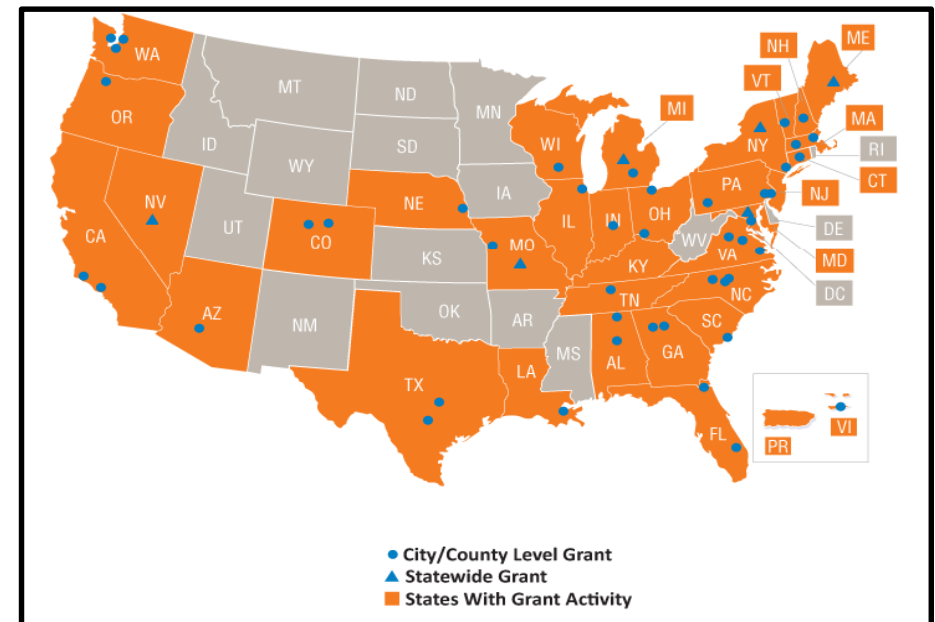 ME
NH
WA
VT
MT
ND
MN
OR
MI
MA
ID
SD
WI
NY
RI
WY
CT
IA
PA
NV
NE
NJ
IL
IN
OH
UT
CA
CO
DE
WV
MO
KS
VA
MD
KY
DC
AZ
NC
TN
OK
NM
AR
SC
MS
AL
GA
LA
TX
VI
FL
PR
City/County Level Grant
Statewide Grant
States With Grant Activity